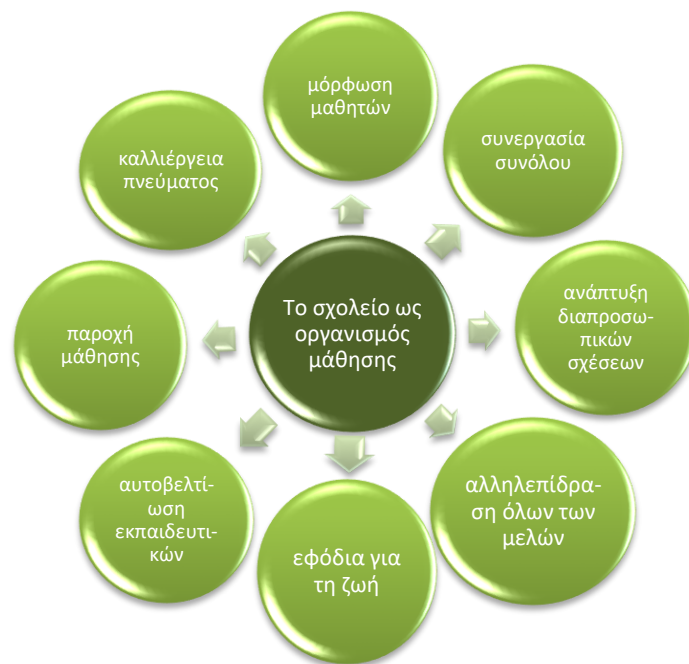 μόρφωση
μαθητών
συνεργασία
συνόλου
ανάπτυξη
διαπροσω-
πικών
σχέσεων
αλληλεπίδρα-
ση όλων των
μελών
εφόδια για
τη ζωή
αυτοβελτί-
ωση
εκπαιδευτι-
κών
παροχή
μάθησης
καλλιέργεια
πνεύματος
Το σχολείο ως
οργανισμός
μάθησης